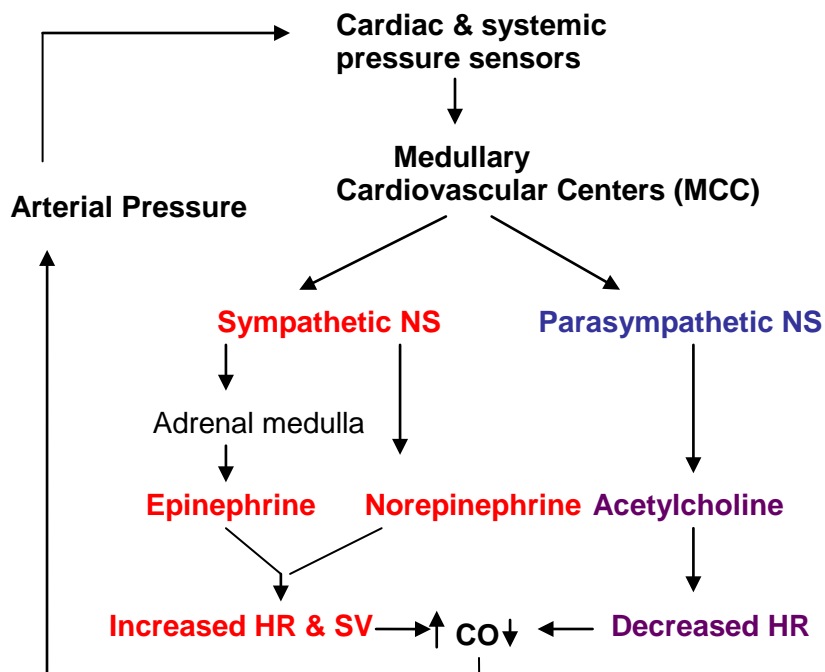 Cardiac & systemic
pressure sensors
Medullary
Cardiovascular Centers (MCC)
Arterial Pressure
Sympathetic NS
Parasympathetic NS
Adrenal medulla
Epinephrine
Norepinephrine
Acetylcholine
Increased HR & SV
CO
Decreased HR